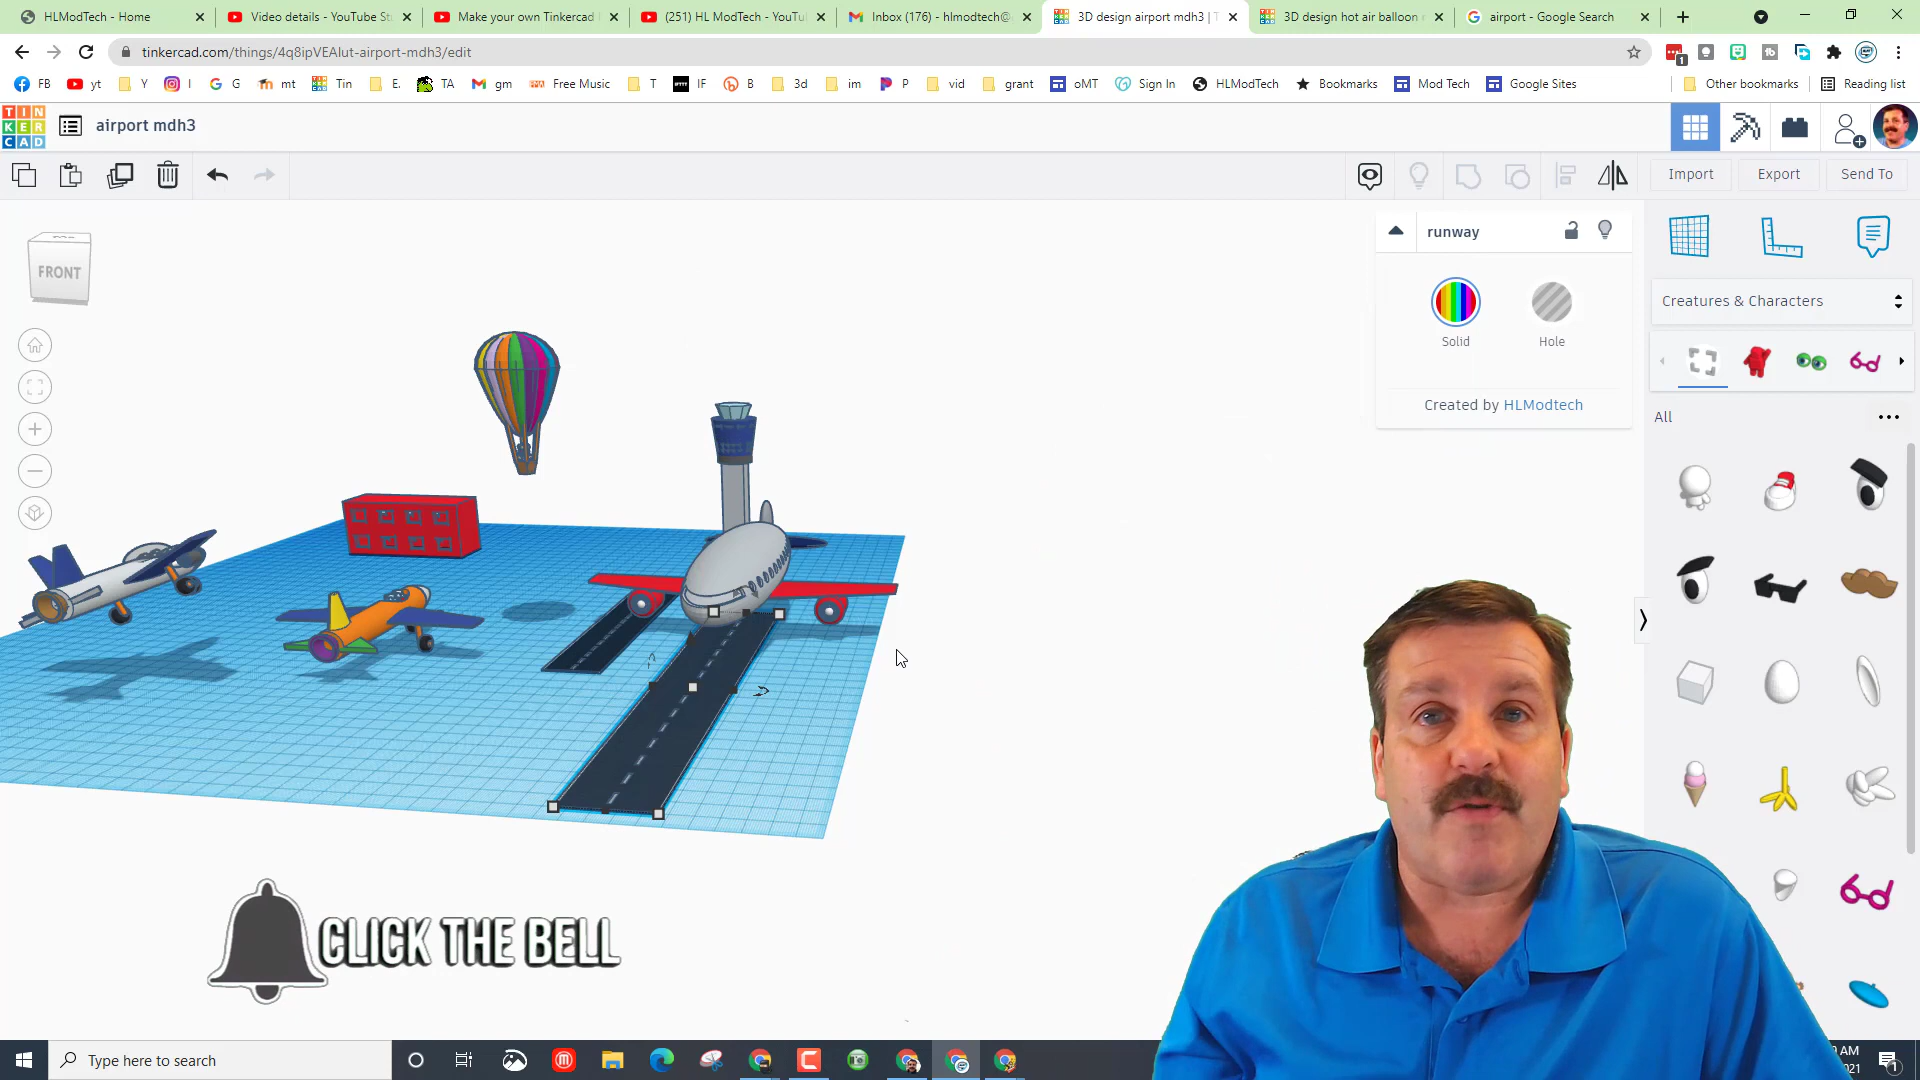 HLModTech - Home
Video details - YouTube St
Make your own Tinkercad
(251) HL ModTech - YouTu
Inbox (176) - hlmodtech@
3D design airport mdh3 | T
3D design hot air balloon
airport - Google Search
tinkercad.com/things/4q8ipVEAlut-airport-mdh3/edit
FB
yt
Y
I
G
mt
Tin
E.
TA
gm
Free Music
T
IF
B
3d
im
P
vid
grant
oMT
Sign In
HLModTech
Bookmarks
Mod Tech
Google Sites
Other bookmarks
Reading list
TIN
KER
CAD
airport mdh3
Import
Export
Send To
FRONT
runway
Solid
Hole
Created by HLModtech
Creatures & Characters
All
CLICK THE BELL
Type here to search
AM
021
1